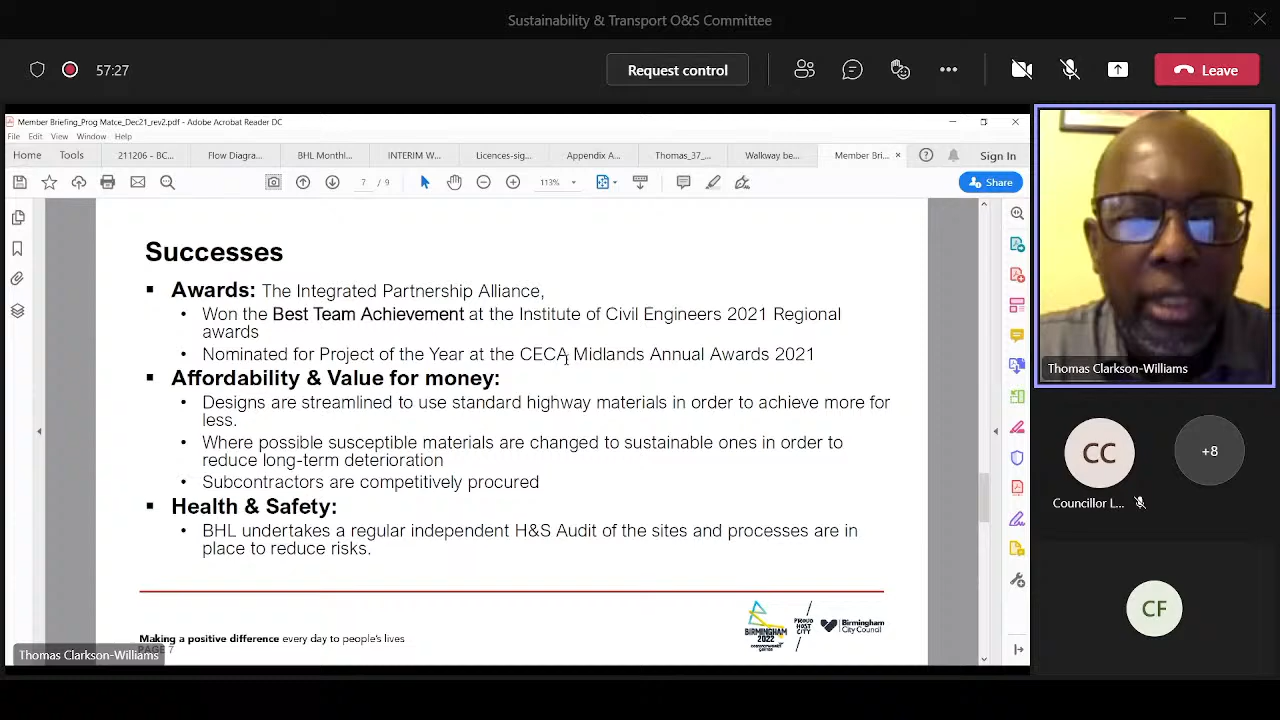 Sustainability & Transport O&S Committee
57:27
Request control
Leave
Member Briefing_Prog Matce_Dec21_rev2.pdf - Adobe Acrobat Reader DC
File Edit View Window Help
Home Tools 211206 - BC... Flow Diagra... BHL Monthl... INTERIM W... Licences-sig... Appendix A... Thomas_37_... Walkway be... Member Bri... × Sign In
7 / 9 113% Share
Successes
▪ Awards: The Integrated Partnership Alliance,
• Won the Best Team Achievement at the Institute of Civil Engineers 2021 Regional
awards
• Nominated for Project of the Year at the CECA Midlands Annual Awards 2021
▪ Affordability & Value for money:
• Designs are streamlined to use standard highway materials in order to achieve more for
less.
• Where possible susceptible materials are changed to sustainable ones in order to
reduce long-term deterioration
• Subcontractors are competitively procured
▪ Health & Safety:
• BHL undertakes a regular independent H&S Audit of the sites and processes are in
place to reduce risks.
BIRMINGHAM
2022
PROUD
HOST
CITY
Birmingham
City Council
Making a positive difference every day to people's lives
PAGE 7
Thomas Clarkson-Williams
Thomas Clarkson-Williams
CC
+8
Councillor L...
CF